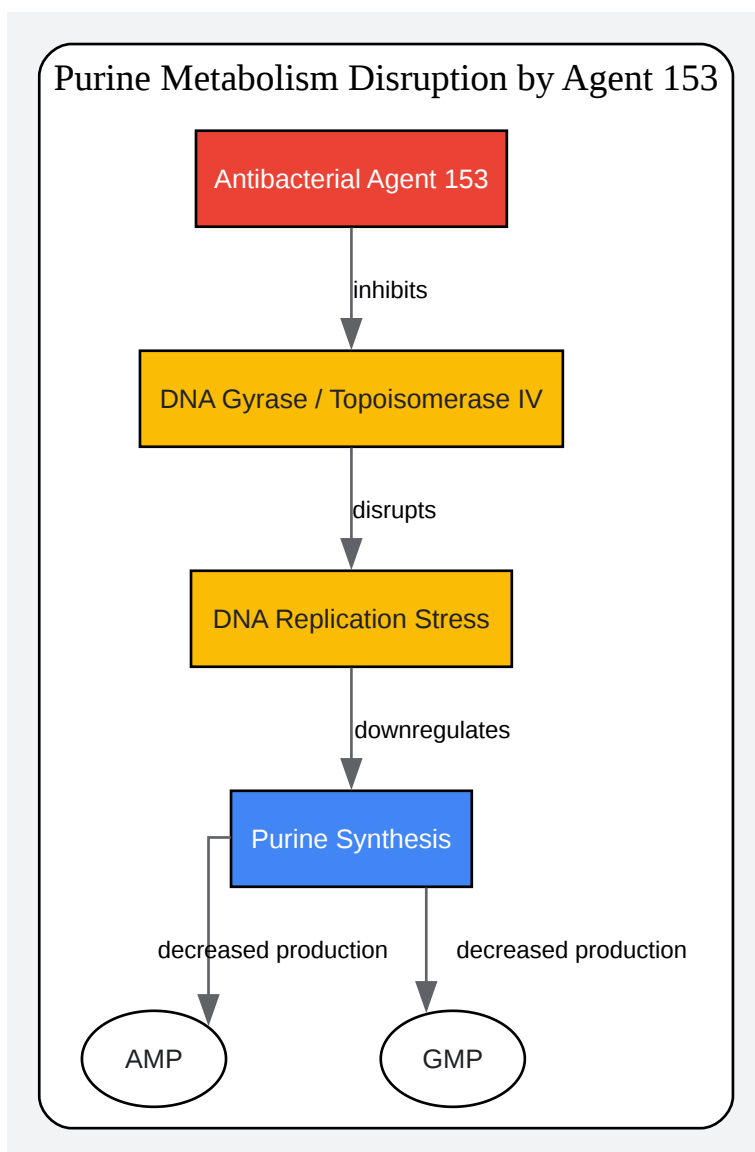 Purine Metabolism Disruption by Agent 153
Antibacterial Agent 153
inhibits
DNA Gyrase / Topoisomerase IV
disrupts
DNA Replication Stress
downregulates
Purine Synthesis
decreased production
decreased production
AMP
GMP